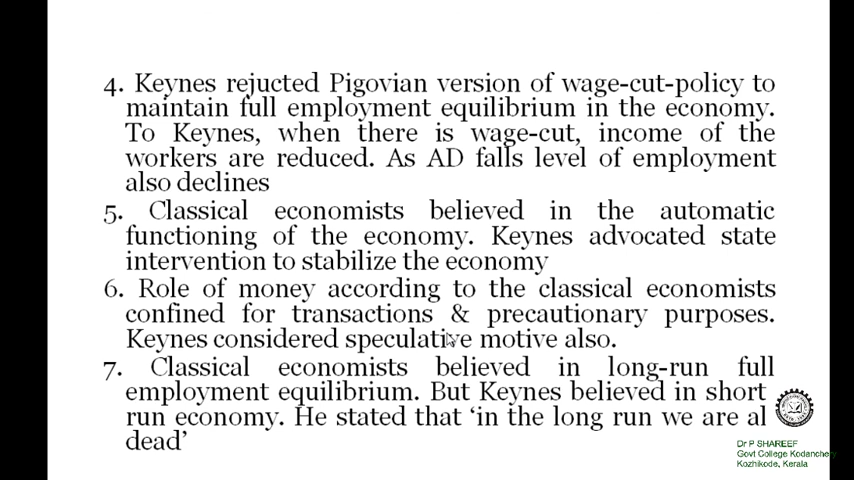 4. Keynes rejucted Pigovian version of wage-cut-policy to
maintain full employment equilibrium in the economy.
To Keynes, when there is wage-cut, income of the
workers are reduced. As AD falls level of employment
also declines
5. Classical economists believed in the automatic
functioning of the economy. Keynes advocated state
intervention to stabilize the economy
6. Role of money according to the classical economists
confined for transactions & precautionary purposes.
Keynes considered speculative motive also.
7. Classical economists believed in long-run full
employment equilibrium. But Keynes believed in short
run economy. He stated that ‘in the long run we are al
dead’
Dr P SHAREEF
Govt College Kodanchery
Kozhikode, Kerala